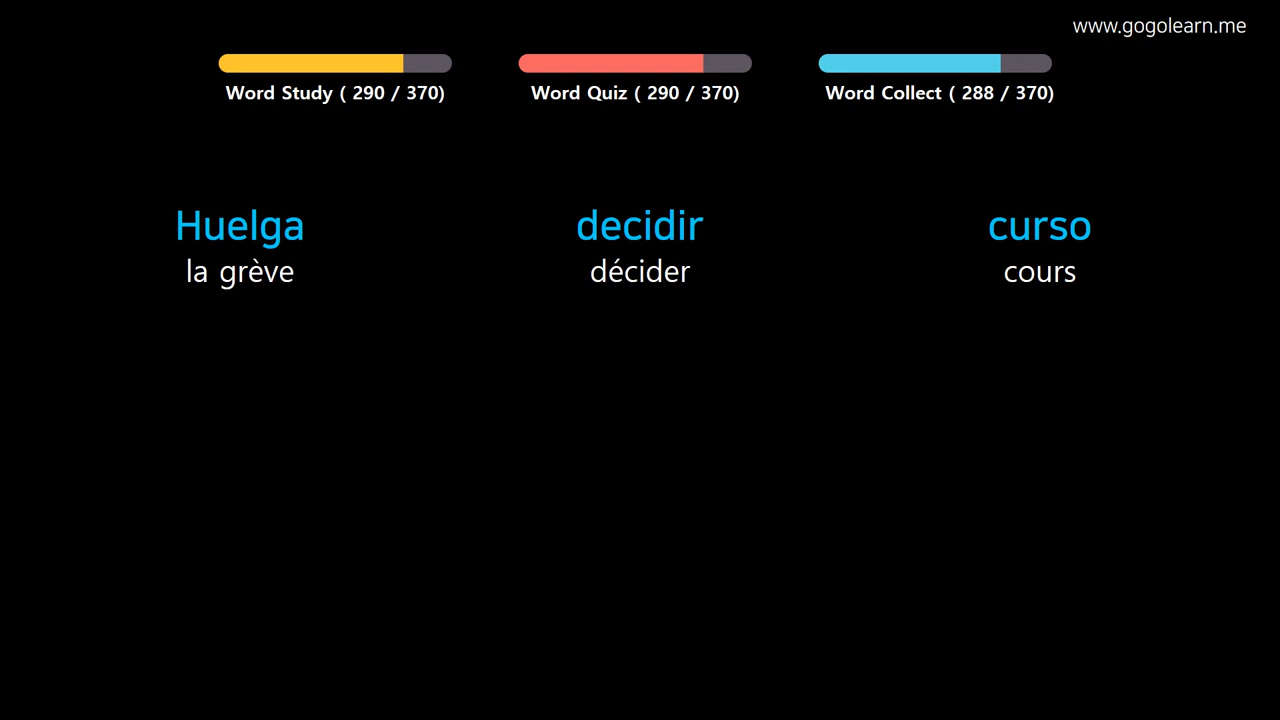 www.gogolearn.me
Word Study ( 290 / 370)
Word Quiz ( 290 / 370)
Word Collect ( 288 / 370)
Huelga
la grève
decidir
décider
curso
cours